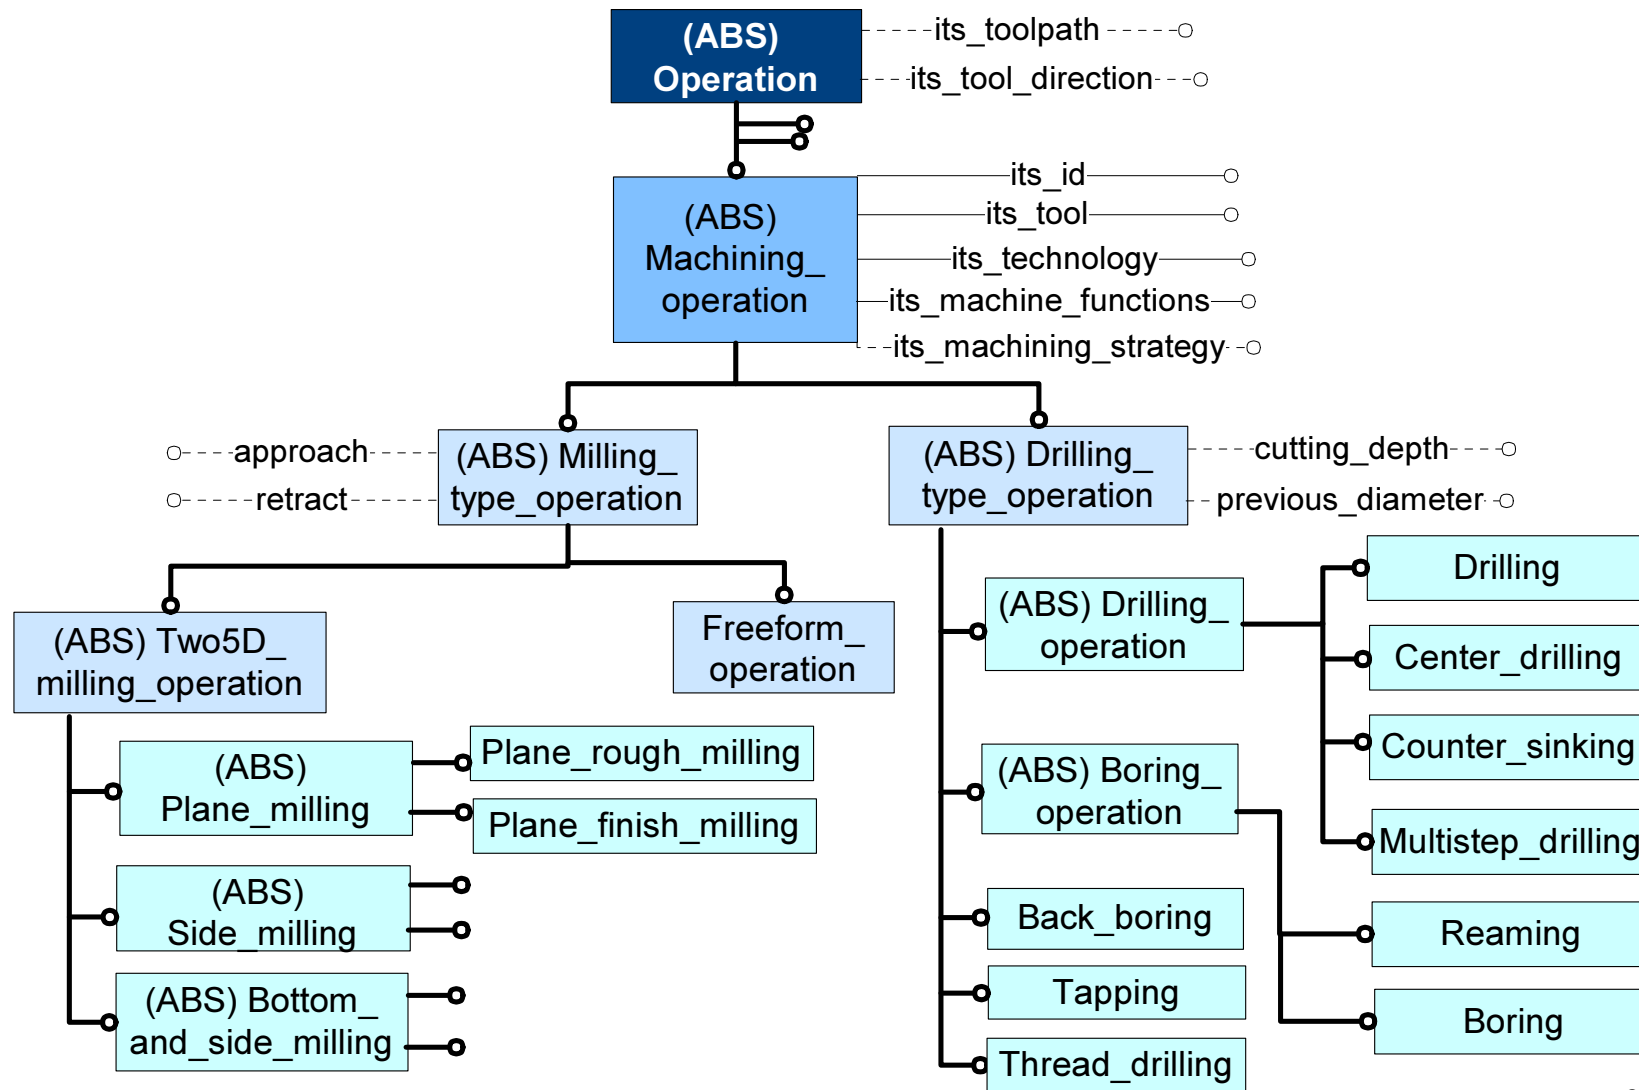 (ABS)
Operation
its_toolpath
its_tool_direction
(ABS)
Machining_
operation
its_id
its_tool
its_technology
its_machine_functions
its_machining_strategy
approach
retract
(ABS) Milling_
type_operation
(ABS) Drilling_
type_operation
cutting_depth
previous_diameter
(ABS) Two5D_
milling_operation
Freeform_
operation
(ABS)
Plane_milling
Plane_rough_milling
Plane_finish_milling
(ABS)
Side_milling
(ABS) Bottom_
and_side_milling
(ABS) Drilling_
operation
Drilling
Center_drilling
Counter_sinking
Multistep_drilling
(ABS) Boring_
operation
Reaming
Boring
Back_boring
Tapping
Thread_drilling